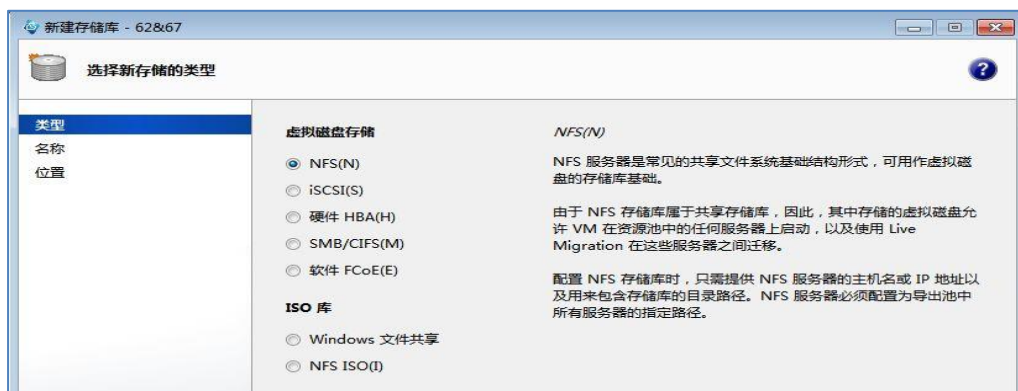 新建存储库 - 62&67
选择新存储的类型
类型
名称
位置
虚拟磁盘存储
NFS(N)
iSCSI(S)
硬件 HBA(H)
SMB/CIFS(M)
软件 FCoE(E)
ISO 库
Windows 文件共享
NFS ISO(I)
NFS(N)
NFS 服务器是常见的共享文件系统基础结构形式，可用作虚拟磁
盘的存储库基础。
由于 NFS 存储库属于共享存储库，因此，其中存储的虚拟磁盘允
许 VM 在资源池中的任何服务器上启动，以及使用 Live
Migration 在这些服务器之间迁移。
配置 NFS 存储库时，只需提供 NFS 服务器的主机名或 IP 地址以
及用来包含存储库的目录路径。NFS 服务器必须配置为导出池中
所有服务器的指定路径。